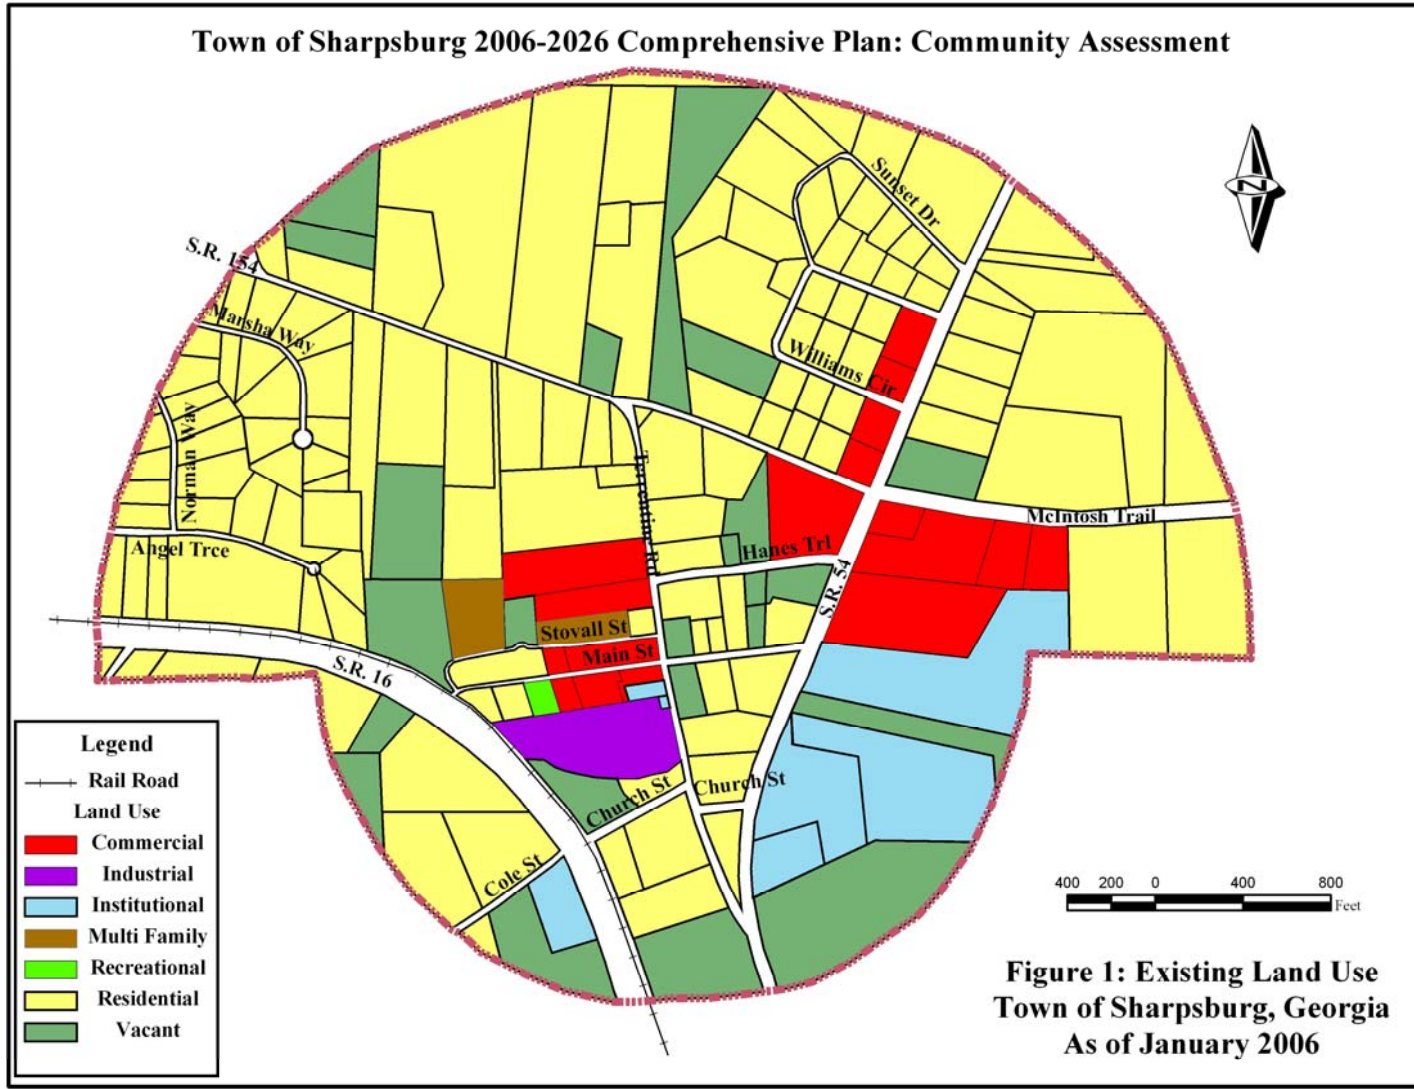 Town of Sharpsburg 2006-2026 Comprehensive Plan: Community Assessment
Sunset Dr
N
S.R. 154
Marsha Way
Williams Cir
Norman Way
Terrentine Rd
McIntosh Trail
Angel Trce
Hanes Trl
S.R. 54
Stovall St
Main St
S.R. 16
Legend
Rail Road
Land Use
Commercial
Industrial
Institutional
Multi Family
Recreational
Residential
Vacant
Church St
Church St
Cole St
400 200 0 400 800
Feet
Figure 1: Existing Land Use
Town of Sharpsburg, Georgia
As of January 2006